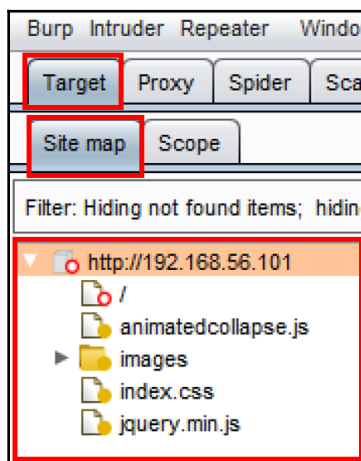 Burp Intruder Repeater
Target Proxy Spider
Site map Scope
Filter: Hiding not found items;
http://192.168.56.101
/
animatedcollapse.js
images
index.css
jquery.min.js